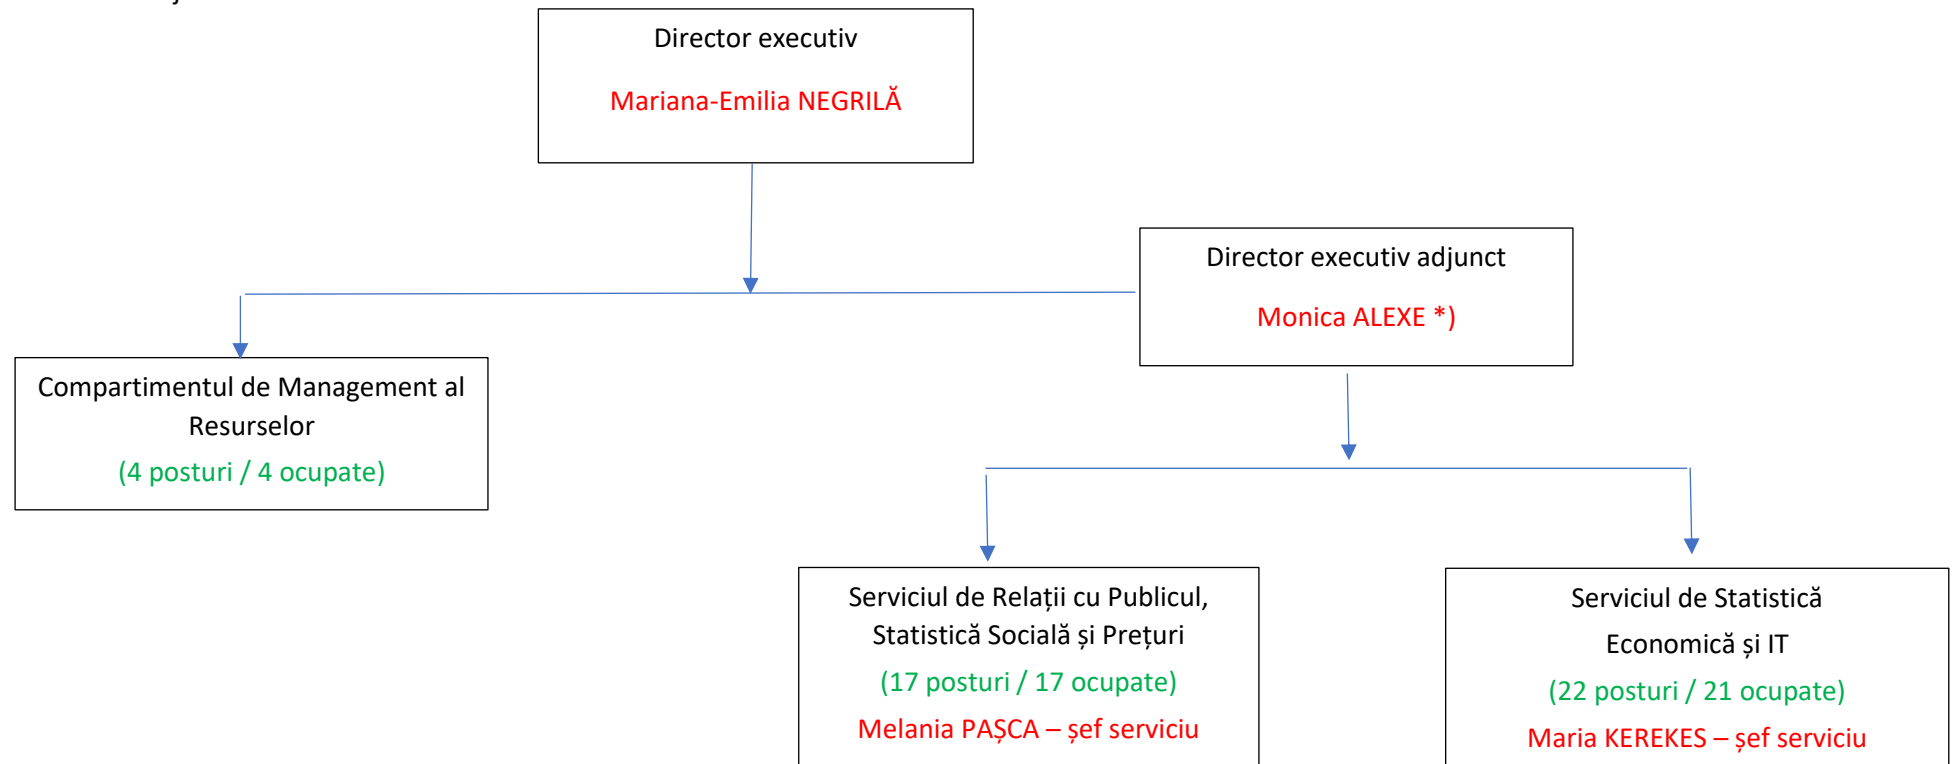 Director executiv
Mariana-Emilia NEGRILĂ
Director executiv adjunct
Monica ALEXE *)
Compartimentul de Management al
Resurselor
(4 posturi / 4 ocupate)
Serviciul de Relații cu Publicul,
Statistică Socială și Prețuri
(17 posturi / 17 ocupate)
Melania PAȘCA – șef serviciu
Serviciul de Statistică
Economică și IT
(22 posturi / 21 ocupate)
Maria KEREKES – șef serviciu